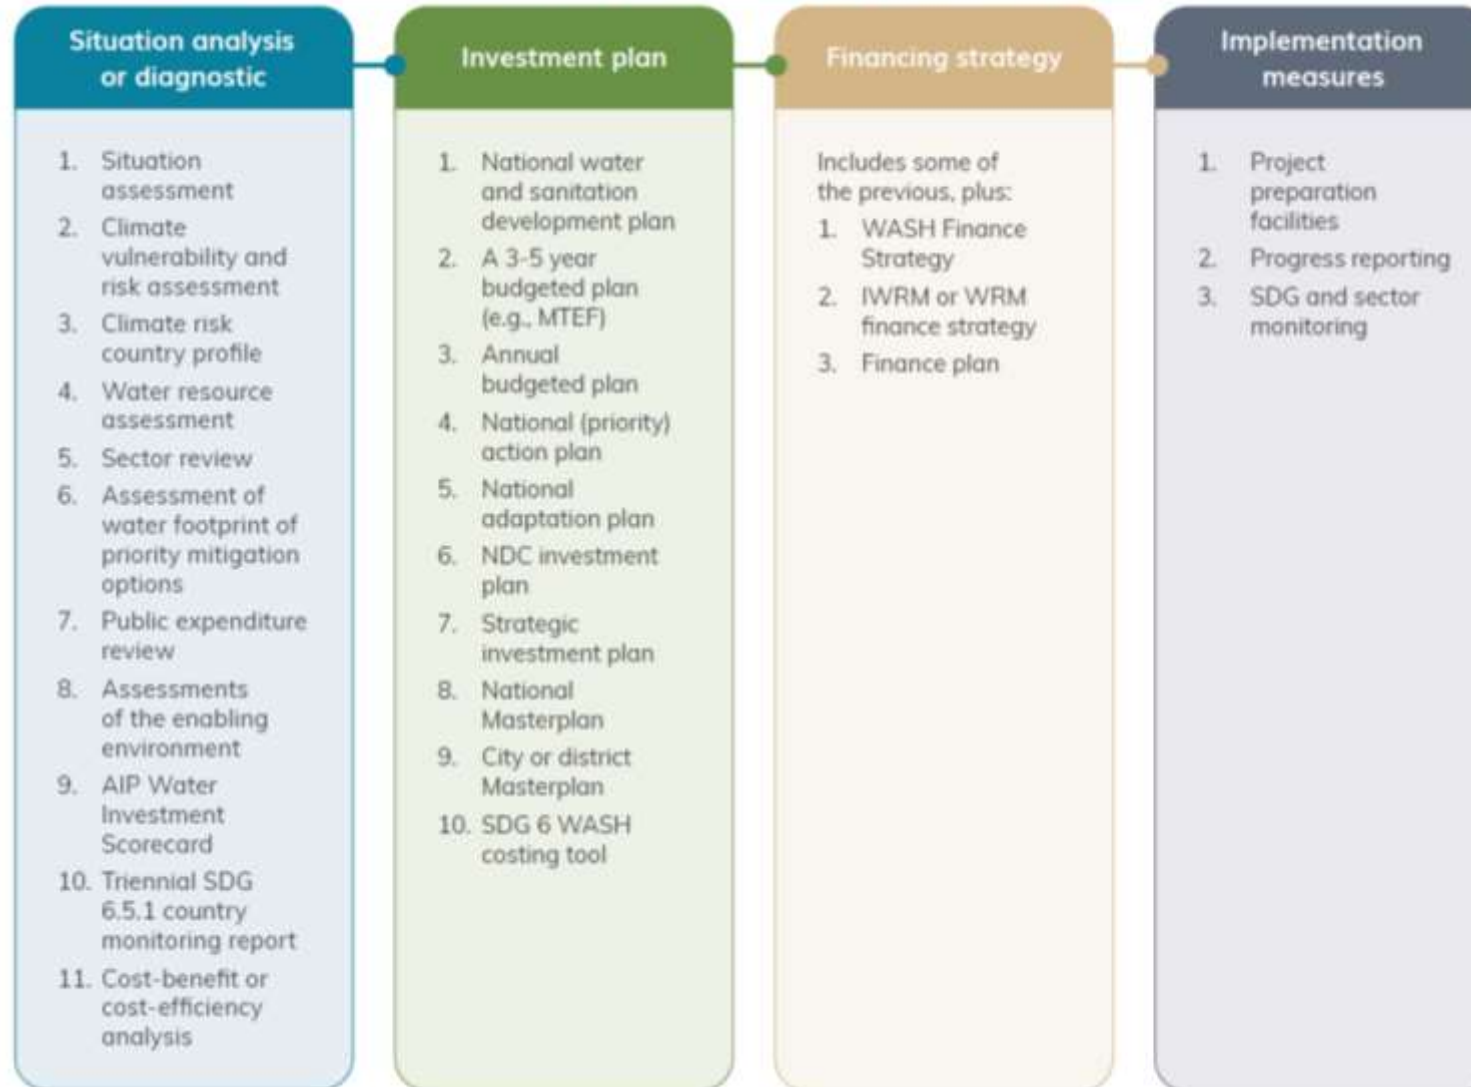 Situation analysis
or diagnostic
1. Situation
assessment
2. Climate
vulnerability and
risk assessment
3. Climate risk
country profile
4. Water resource
assessment
5. Sector review
6. Assessment of
water footprint of
priority mitigation
options
7. Public expenditure
review
8. Assessments
of the enabling
environment
9. AIP Water
Investment
Scorecard
10. Triennial SDG
6.5.1 country
monitoring report
11. Cost-benefit or
cost-efficiency
analysis
Investment plan
1. National water
and sanitation
development plan
2. A 3-5 year
budgeted plan
(e.g., MTEF)
3. Annual
budgeted plan
4. National (priority)
action plan
5. National
adaptation plan
6. NDC investment
plan
7. Strategic
investment plan
8. National
Masterplan
9. City or district
Masterplan
10. SDG 6 WASH
costing tool
Financing strategy
Includes some of
the previous, plus:
1. WASH Finance
Strategy
2. IWRM or WRM
finance strategy
3. Finance plan
Implementation
measures
1. Project
preparation
facilities
2. Progress reporting
3. SDG and sector
monitoring